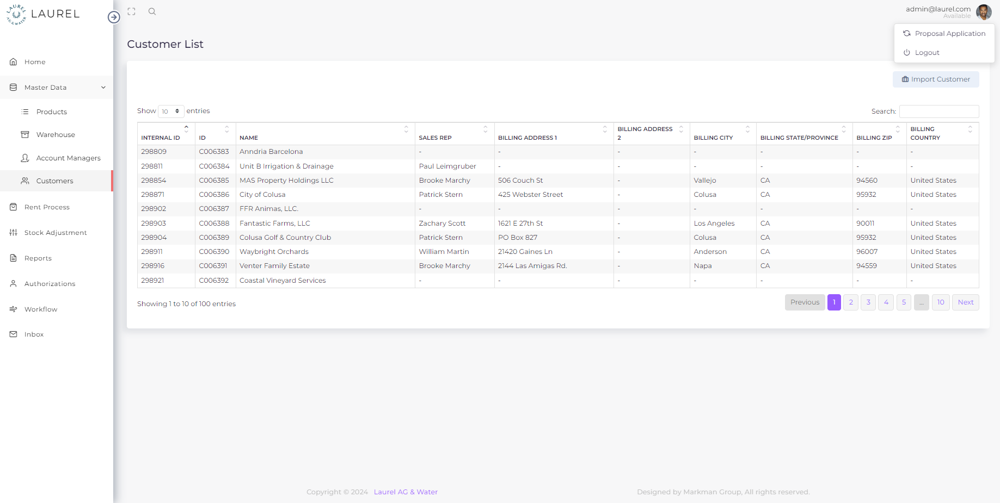 LAUREL
AG & WATER
LAUREL
admin@laurel.com
Available
Proposal Application
Logout
Home
Master Data
Products
Warehouse
Account Managers
Customers
Rent Process
Stock Adjustment
Reports
Authorizations
Workflow
Inbox
Customer List
Import Customer
Show 10 entries
Search:
INTERNAL ID ID NAME SALES REP BILLING ADDRESS 1 BILLING ADDRESS 2 BILLING CITY BILLING STATE/PROVINCE BILLING ZIP BILLING COUNTRY
298809 C006383 Anndria Barcelona - - - - - - -
298811 C006384 Unit B Irrigation & Drainage Paul Leimgruber - - - - - -
298854 C006385 MAS Property Holdings LLC Brooke Marchy 506 Couch St - Vallejo CA 94560 United States
298871 C006386 City of Colusa Patrick Stern 425 Webster Street - Colusa CA 95932 United States
298902 C006387 FFR Animas, LLC. - - - - - - -
298903 C006388 Fantastic Farms, LLC Zachary Scott 1621 E 27th St - Los Angeles CA 90011 United States
298904 C006389 Colusa Golf & Country Club Patrick Stern PO Box 827 - Colusa CA 95932 United States
298911 C006390 Waybright Orchards William Martin 21420 Gaines Ln - Anderson CA 96007 United States
298916 C006391 Venter Family Estate Brooke Marchy 2144 Las Amigas Rd. - Napa CA 94559 United States
298921 C006392 Coastal Vineyard Services - - - - - - -
Showing 1 to 10 of 100 entries
Previous 1 2 3 4 5 ... 10 Next
Copyright © 2024 Laurel AG & Water
Designed by Markman Group, All rights reserved.